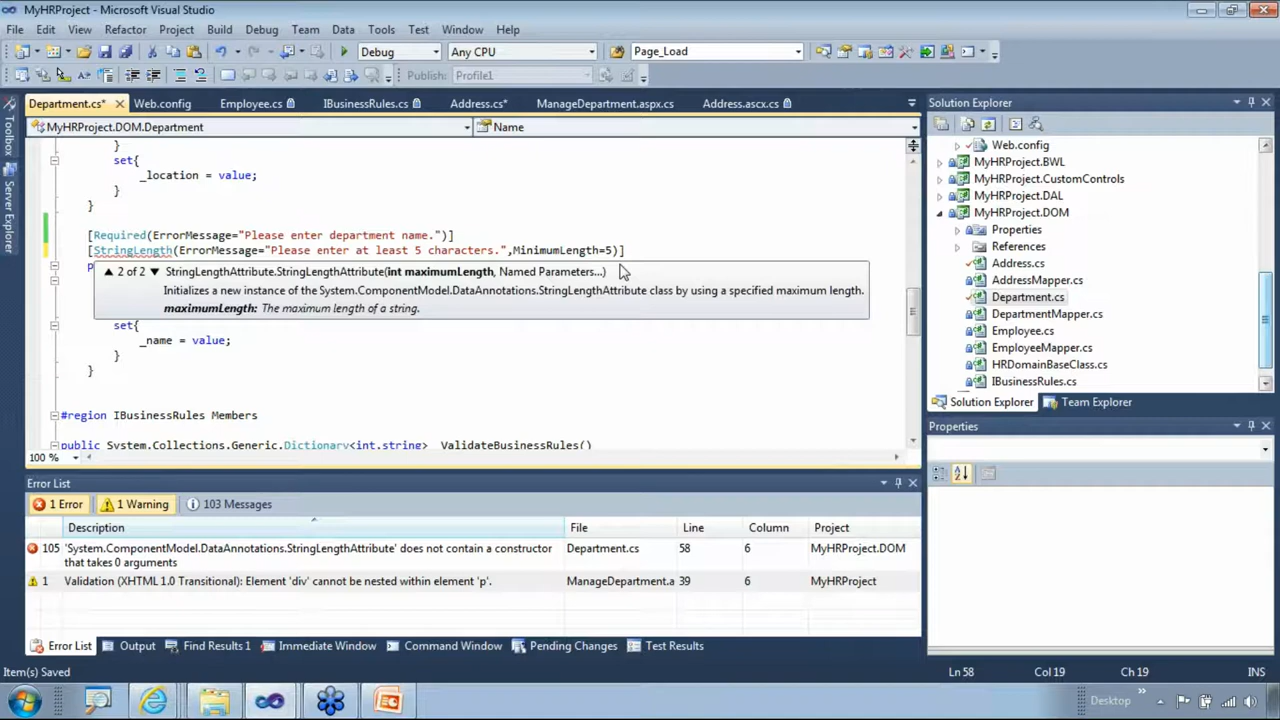 MyHRProject - Microsoft Visual Studio
File Edit View Refactor Project Build Debug Team Data Tools Test Window Help
Debug Any CPU Page_Load
Publish: Profile1
Department.cs* Web.config Employee.cs IBusinessRules.cs Address.cs* ManageDepartment.aspx.cs Address.ascx.cs
MyHRProject.DOM.Department Name
}
set{
_location = value;
}
}
[Required(ErrorMessage="Please enter department name.")]
[StringLength(ErrorMessage="Please enter at least 5 characters.",MinimumLength=5)]
p
2 of 2 StringLengthAttribute.StringLengthAttribute(int maximumLength, Named Parameters...)
Initializes a new instance of the System.ComponentModel.DataAnnotations.StringLengthAttribute class by using a specified maximum length.
maximumLength: The maximum length of a string.
set{
_name = value;
}
}
#region IBusinessRules Members
public System.Collections.Generic.Dictionary<int,string> ValidateBusinessRules()
100 %
Toolbox
Server Explorer
Solution Explorer
Web.config
MyHRProject.BWL
MyHRProject.CustomControls
MyHRProject.DAL
MyHRProject.DOM
Properties
References
Address.cs
AddressMapper.cs
Department.cs
DepartmentMapper.cs
Employee.cs
EmployeeMapper.cs
HRDomainBaseClass.cs
IBusinessRules.cs
Solution Explorer Team Explorer
Properties
Error List
1 Error 1 Warning 103 Messages
Description File Line Column Project
105 'System.ComponentModel.DataAnnotations.StringLengthAttribute' does not contain a constructor that takes 0 arguments Department.cs 58 6 MyHRProject.DOM
1 Validation (XHTML 1.0 Transitional): Element 'div' cannot be nested within element 'p'. ManageDepartment.a 39 6 MyHRProject
Error List Output Find Results 1 Immediate Window Command Window Pending Changes Test Results
Item(s) Saved Ln 58 Col 19 Ch 19 INS
Desktop